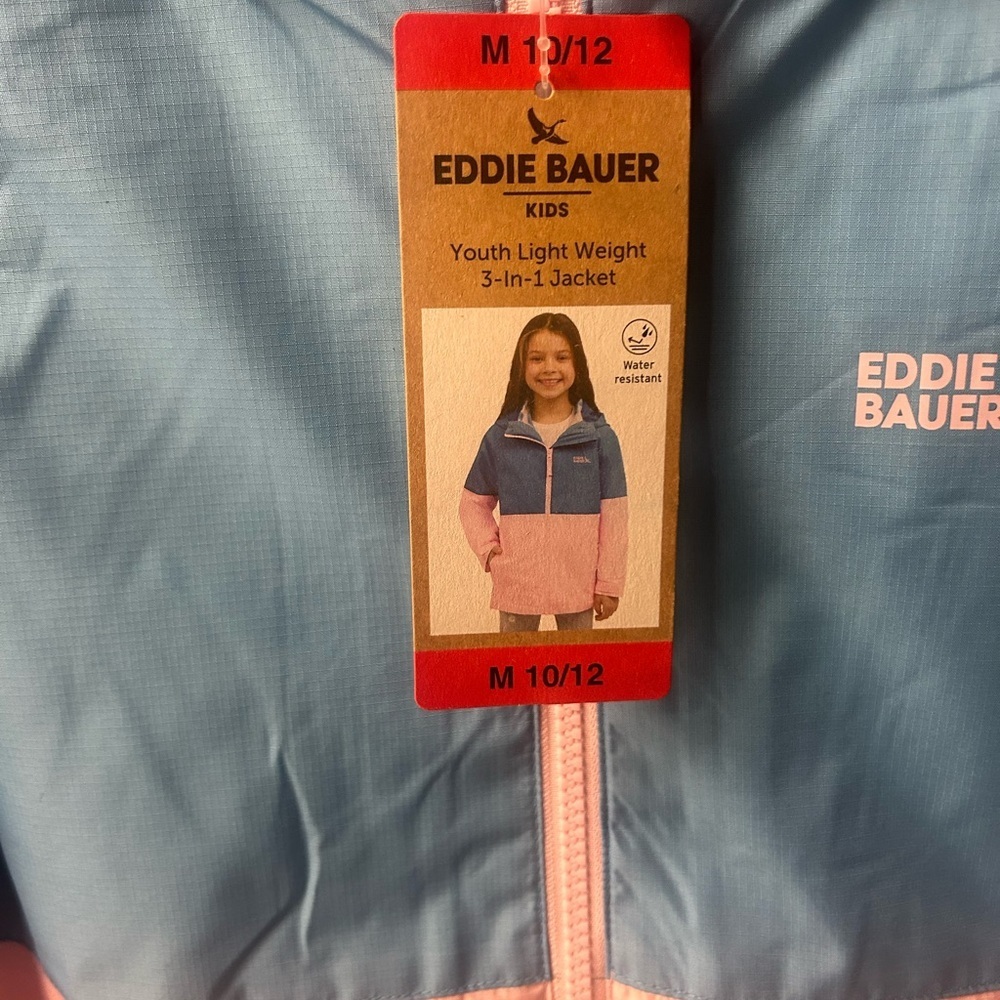 M 10/12
EDDIE BAUER
KIDS
Youth Light Weight
3-In-1 Jacket
Water
resistant
M 10/12
EDDIE
BAUER